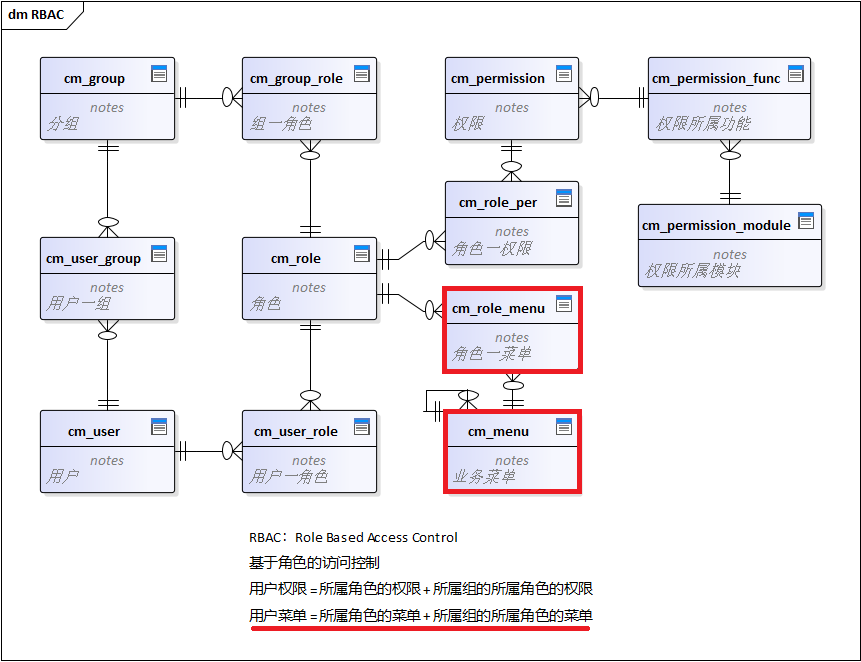 dm RBAC
cm_group
notes
分组
cm_group_role
notes
组一角色
cm_permission
notes
权限
cm_permission_func
notes
权限所属功能
cm_role_per
notes
角色一权限
cm_permission_module
notes
权限所属模块
cm_user_group
notes
用户一组
cm_role
notes
角色
cm_role_menu
notes
角色一菜单
cm_user
notes
用户
cm_user_role
notes
用户一角色
cm_menu
notes
业务菜单
RBAC：Role Based Access Control
基于角色的访问控制
用户权限=所属角色的权限+所属组的所属角色的权限
用户菜单=所属角色的菜单+所属组的所属角色的菜单